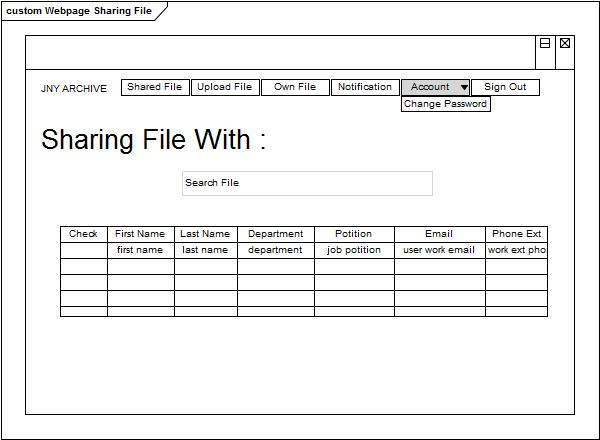 custom Webpage Sharing File
JNY ARCHIVE Shared File Upload File Own File Notification Account Sign Out
Change Password
Sharing File With :
Search File
Check First Name Last Name Department Potition Email Phone Ext
first name last name department job potition user work email work ext pho